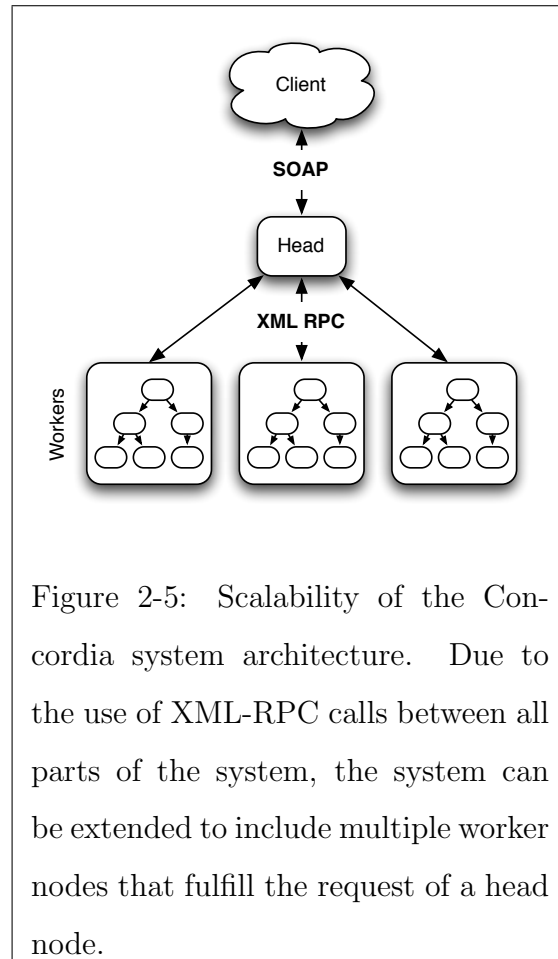 Client
SOAP
Head
XML RPC
Workers
Figure 2-5: Scalability of the Con-
cordia system architecture. Due to
the use of XML-RPC calls between all
parts of the system, the system can
be extended to include multiple worker
nodes that fulfill the request of a head
node.